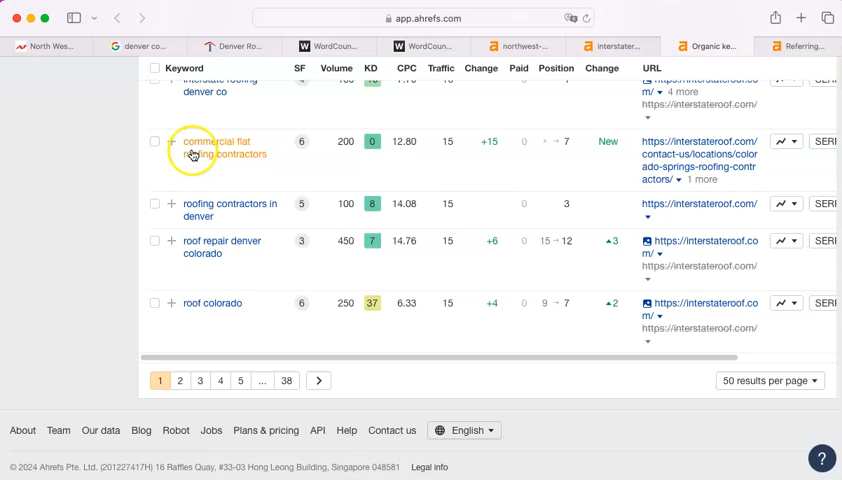 app.ahrefs.com
North Wes...
denver co...
Denver Ro...
WordCoun...
WordCoun...
northwest-...
interstater...
Organic ke...
Referring...
Keyword SF Volume KD CPC Traffic Change Paid Position Change URL
interstate roofing
denver co
m/ 4 more
https://interstateroof.com/
commercial flat
roofing contractors
6 200 0 12.80 15 +15 0 → 7 New
https://interstateroof.com/
contact-us/locations/color
ado-springs-roofing-contr
actors/ 1 more
SERP
roofing contractors in
denver
5 100 8 14.08 15 0 3
https://interstateroof.com/
SERP
roof repair denver
colorado
3 450 7 14.76 15 +6 0 15 → 12 3
https://interstateroof.co
m/
https://interstateroof.com/
SERP
roof colorado
6 250 37 6.33 15 +4 0 9 → 7 2
https://interstateroof.co
m/
https://interstateroof.com/
SERP
1 2 3 4 5 ... 38
50 results per page
About Team Our data Blog Robot Jobs Plans & pricing API Help Contact us English
© 2024 Ahrefs Pte. Ltd. (201227417H) 16 Raffles Quay, #33-03 Hong Leong Building, Singapore 048581 Legal info
?